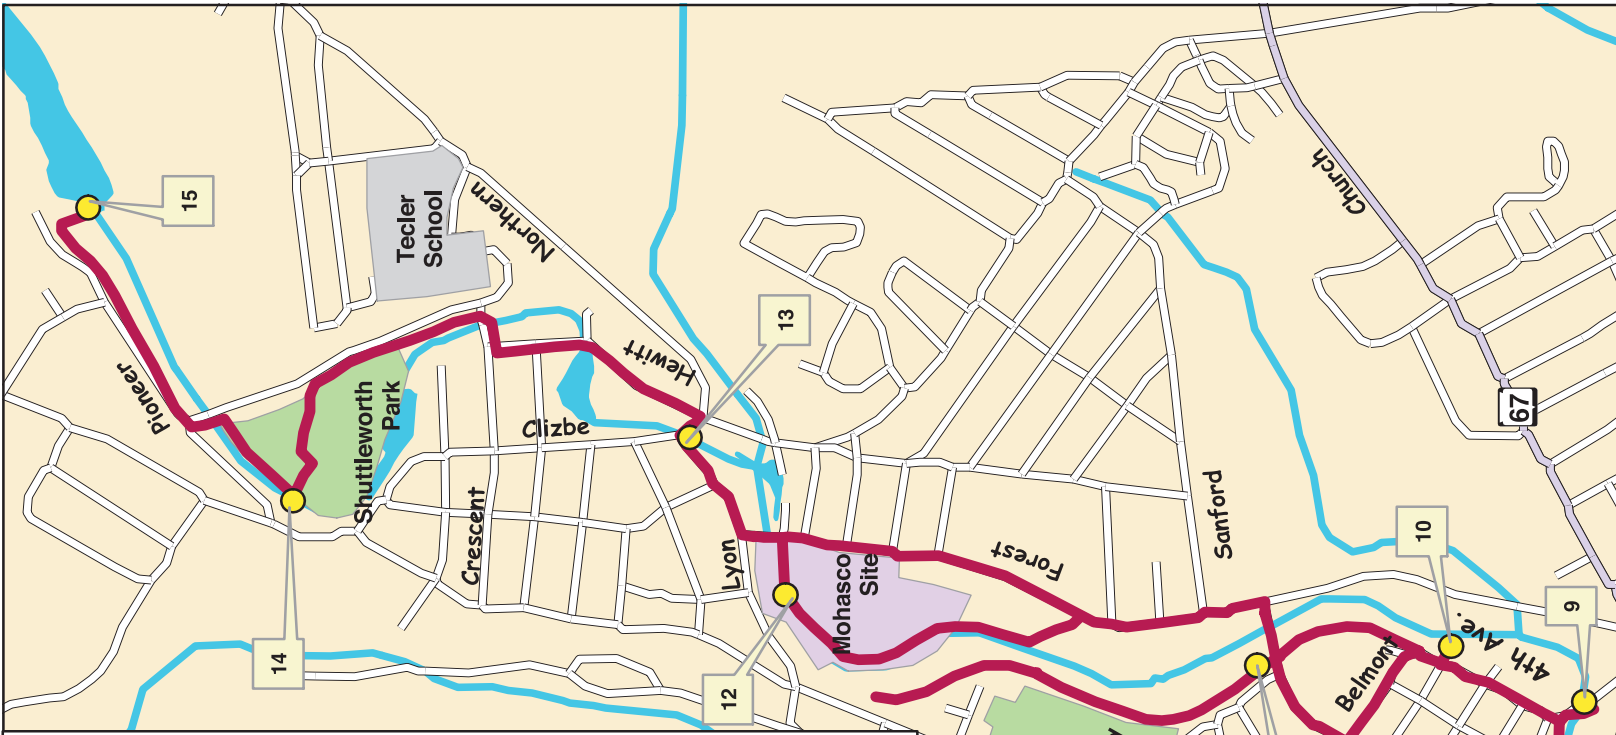 15
Tecler
School
Northern
13
Church
Pioneer
Shuttleworth
Park
Hewitt
67
Clizbe
Crescent
Lyon
Mohasco
Site
Forest
Sanford
10
9
14
12
Belmont
4th Ave.